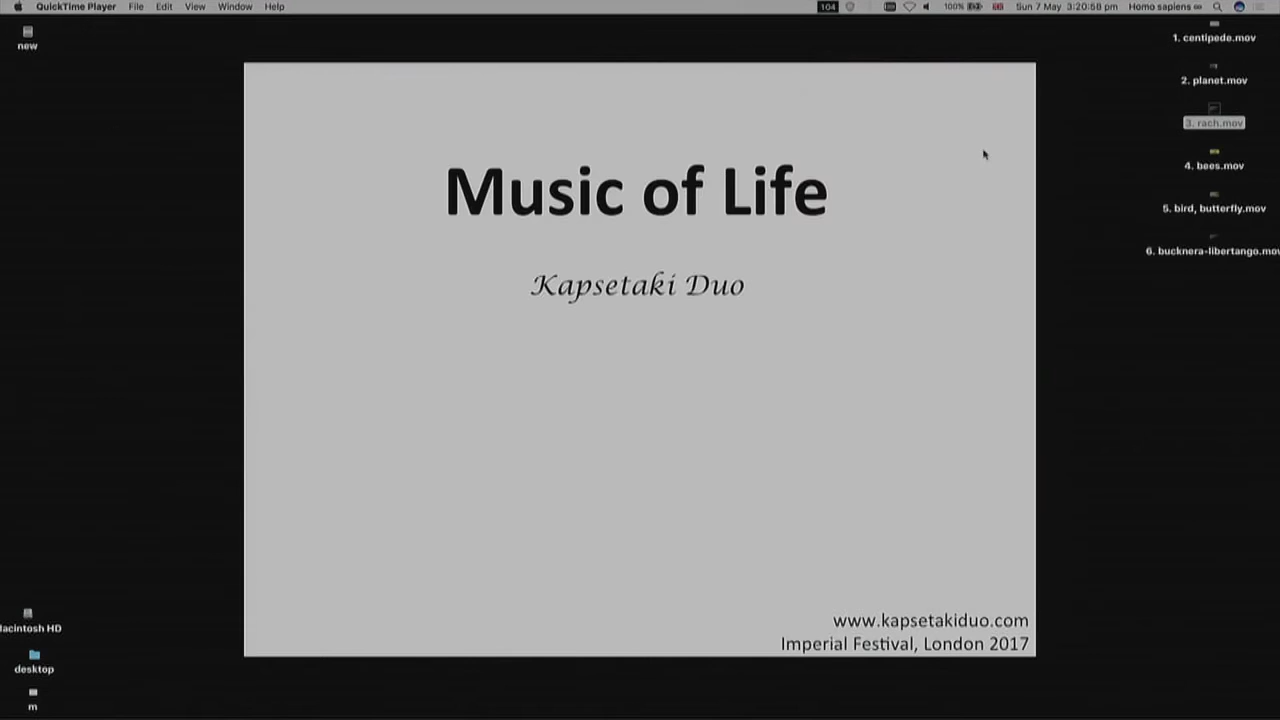 QuickTime Player File Edit View Window Help 104 100% Sun 7 May 3:20:58 pm Homo sapiens ∞
new
1. centipede.mov
2. planet.mov
3. rach.mov
4. bees.mov
5. bird, butterfly.mov
6. bucknera-libertango.mov
Music of Life
Kapsetaki Duo
www.kapsetakiduo.com
Imperial Festival, London 2017
lacintosh HD
desktop
m